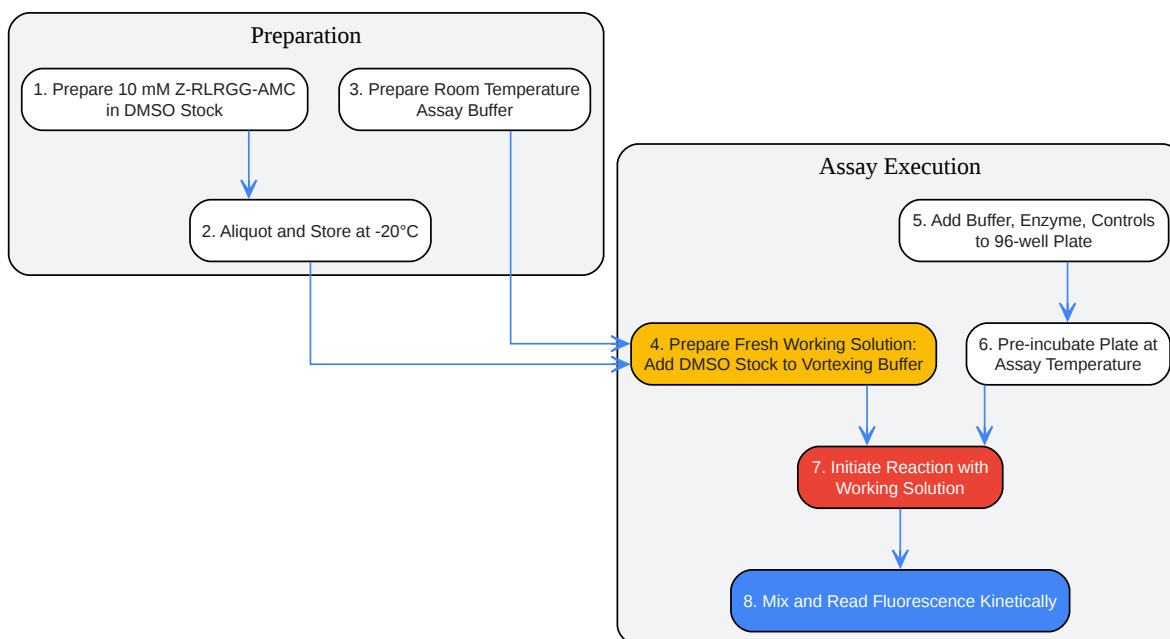 Preparation
1. Prepare 10 mM Z-RLRGG-AMC
in DMSO Stock
3. Prepare Room Temperature
Assay Buffer
2. Aliquot and Store at -20°C
Assay Execution
5. Add Buffer, Enzyme, Controls
to 96-well Plate
4. Prepare Fresh Working Solution:
Add DMSO Stock to Vortexing Buffer
6. Pre-incubate Plate at
Assay Temperature
7. Initiate Reaction with
Working Solution
8. Mix and Read Fluorescence Kinetically